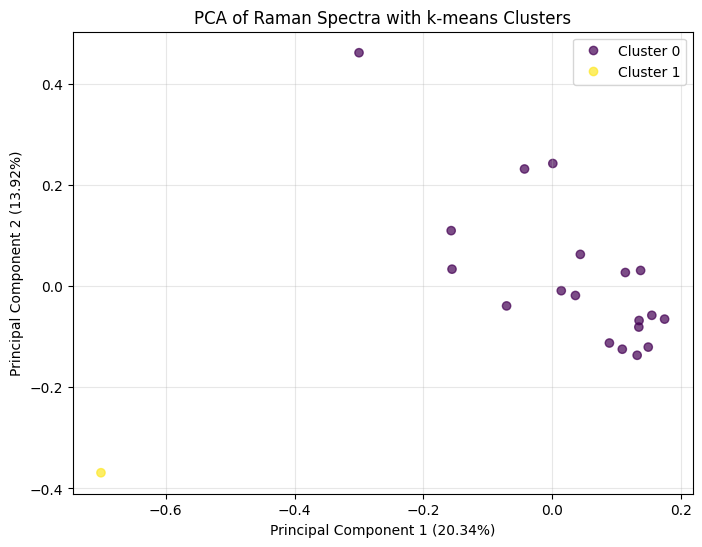 PCA of Raman Spectra with k-means Clusters
Cluster 0
Cluster 1
Principal Component 2 (13.92%)
0.4
0.2
0.0
−0.2
−0.4
−0.6
−0.4
−0.2
0.0
0.2
Principal Component 1 (20.34%)